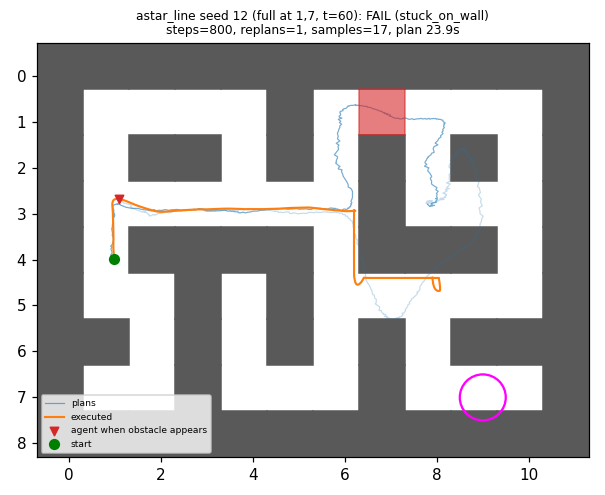 astar_line seed 12 (full at 1,7, t=60): FAIL (stuck_on_wall)
steps=800, replans=1, samples=17, plan 23.9s
0
1
2
3
4
5
6
7
8
plans
executed
agent when obstacle appears
start
0
2
4
6
8
10